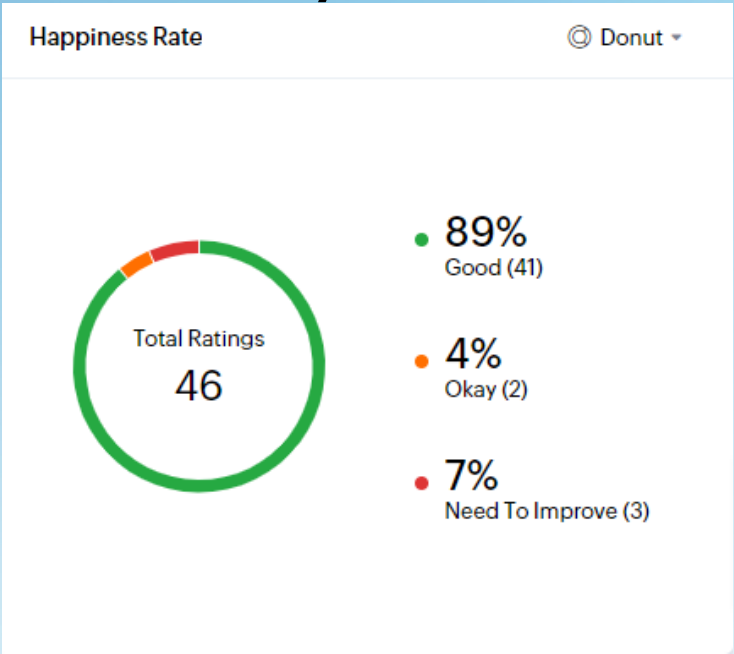 Happiness Rate
Donut
Total Ratings
46
89%
Good (41)
4%
Okay (2)
7%
Need To Improve (3)